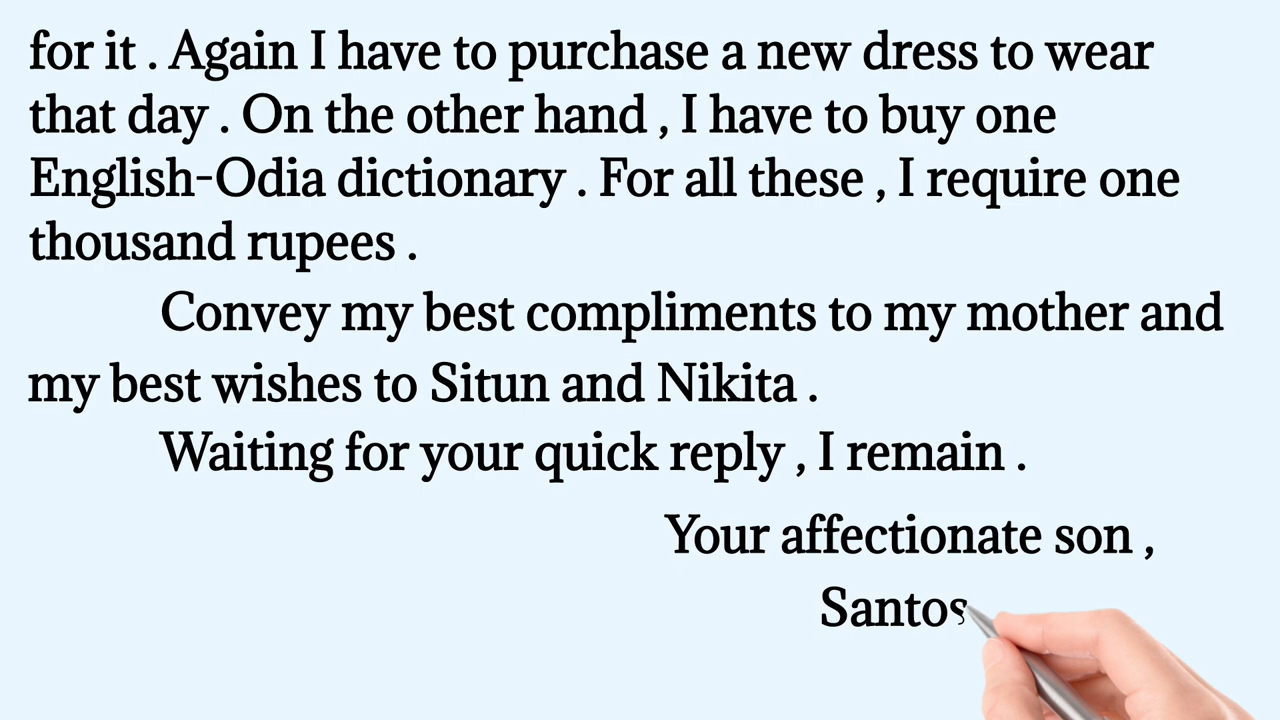 for it . Again I have to purchase a new dress to wear
that day . On the other hand , I have to buy one
English-Odia dictionary . For all these , I require one
thousand rupees .
Convey my best compliments to my mother and
my best wishes to Situn and Nikita .
Waiting for your quick reply , I remain .
Your affectionate son ,
Santos